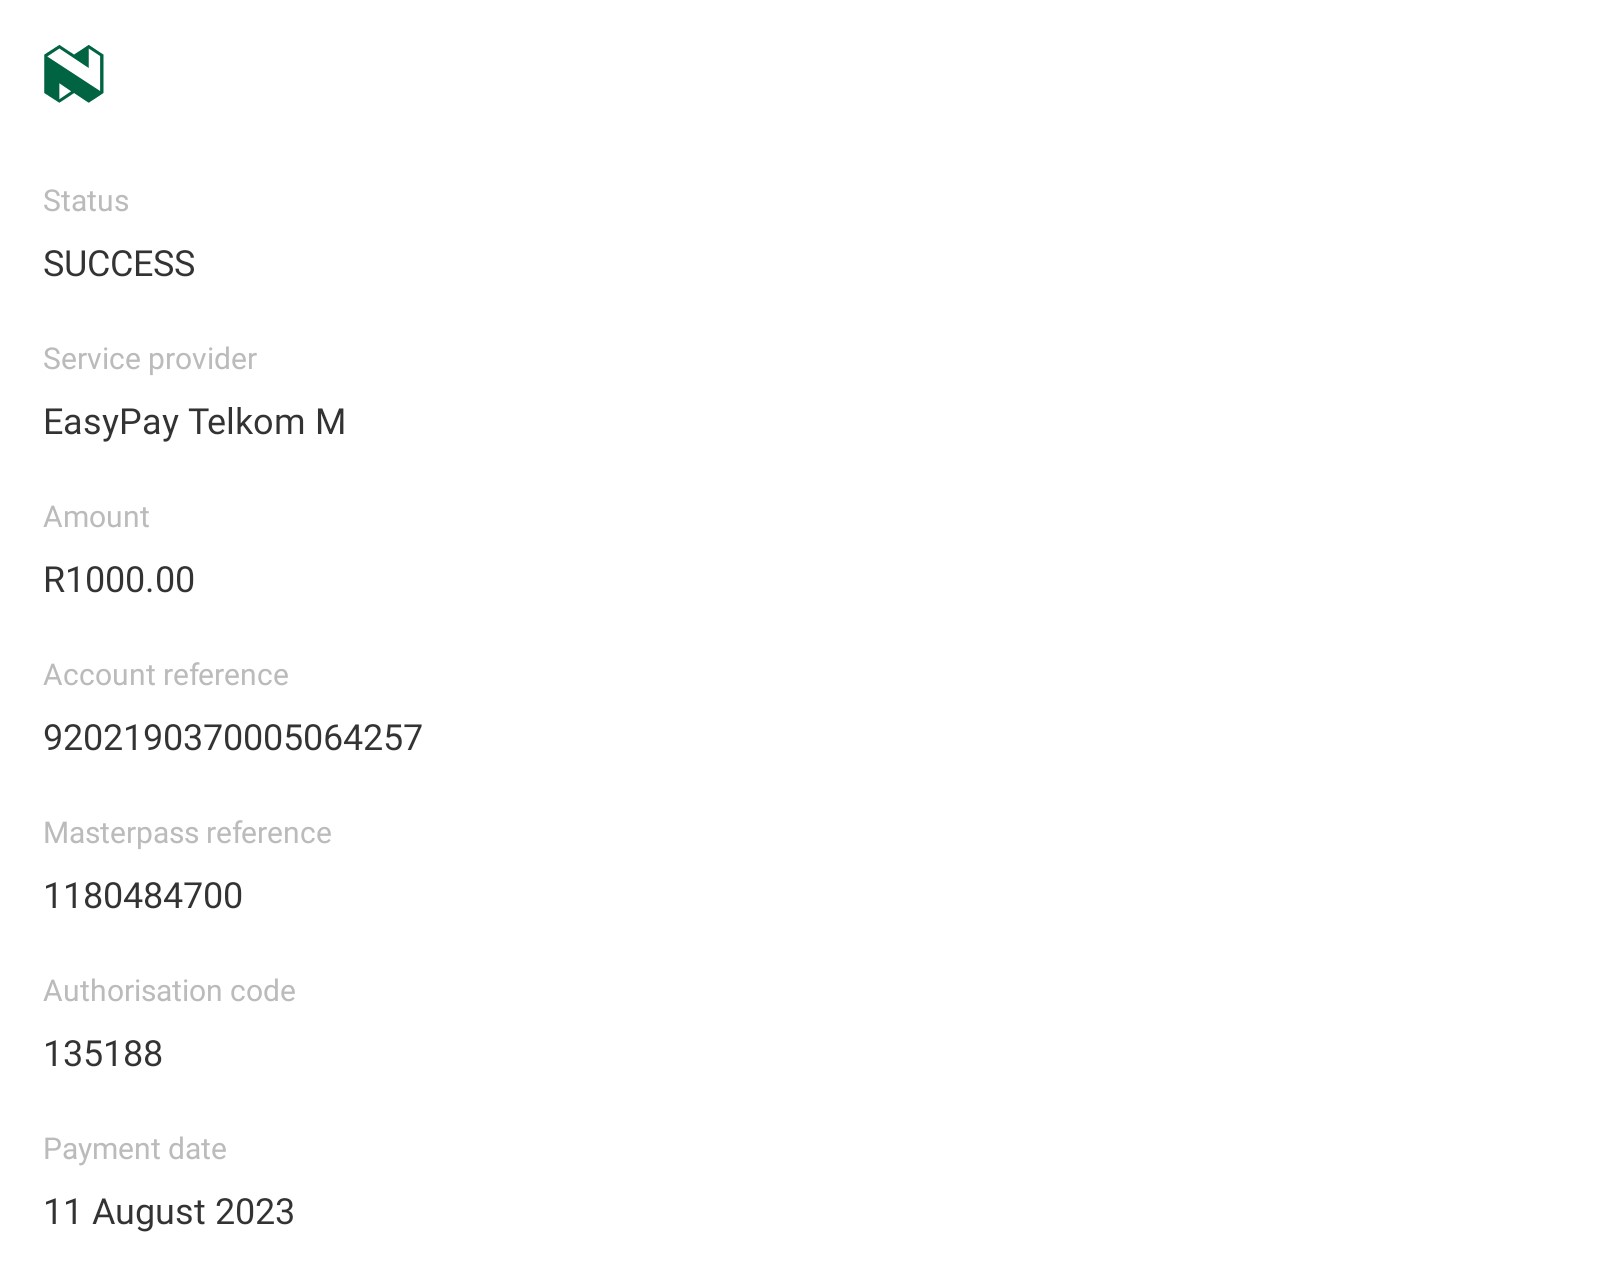 Status
SUCCESS
Service provider
EasyPay Telkom M
Amount
R1000.00
Account reference
9202190370005064257
Masterpass reference
1180484700
Authorisation code
135188
Payment date
11 August 2023